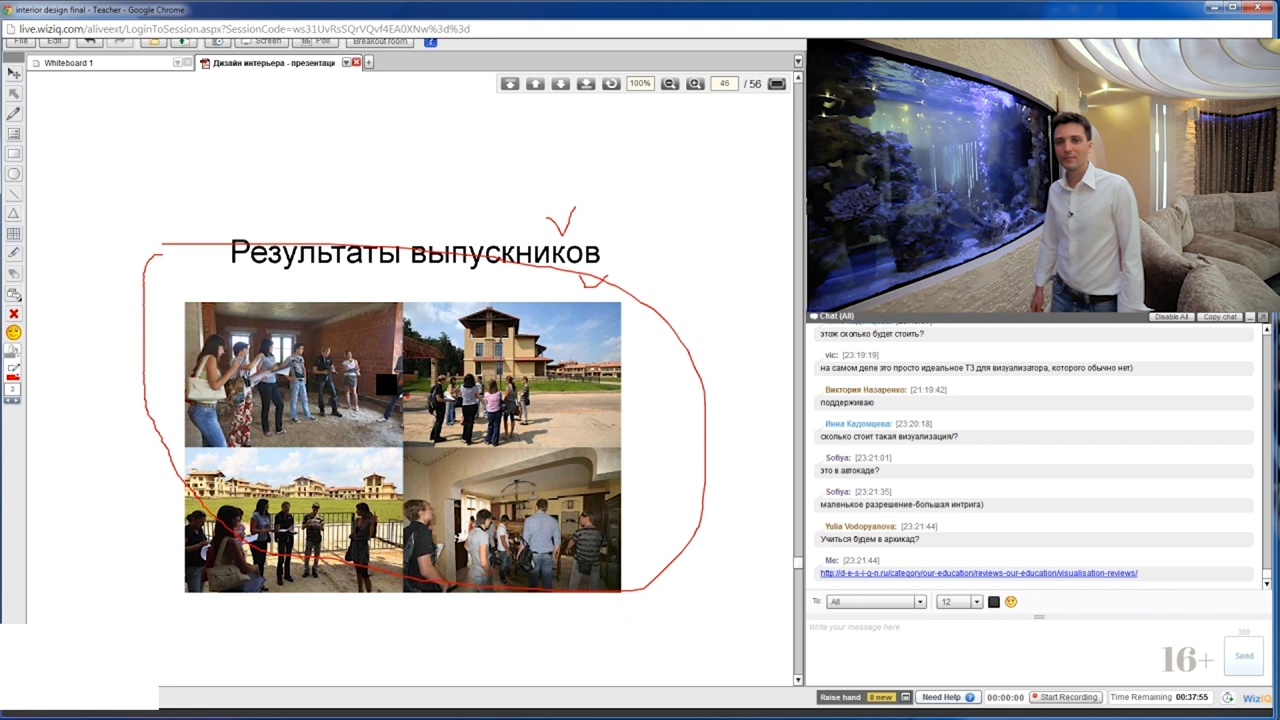 interior design final - Teacher - Google Chrome
live.wiziq.com/aliveext/LoginToSession.aspx?SessionCode=ws31UvRsSQrVQvf4EA0XNw%3d%3d
File Edit Screen Poll Breakout room ?
Whiteboard 1
Дизайн интерьера - презентаци
100% 46 / 56
Результаты выпускников
2
Chat (All) Disable All Copy chat
этож сколько будет стоить?
vic: [23:19:19]
на самом деле это просто идеальное ТЗ для визуализатора, которого обычно нет)
Виктория Назаренко: [21:19:42]
поддерживаю
Инна Кадомцева: [23:20:18]
сколько стоит такая визуализация/?
Sofiya: [23:21:01]
это в автокаде?
Sofiya: [23:21:35]
маленькое разрешение-большая интрига)
Yulia Vodopyanova: [23:21:44]
Учиться будем в архикад?
Me: [23:21:44]
http://d-e-s-i-g-n.ru/category/our-education/reviews-our-education/visualisation-reviews/
To: All 12
Write your message here.
300
16+
Send
Raise hand 8 new Need Help ? 00:00:00 Start Recording Time Remaining 00:37:55 WizIQ